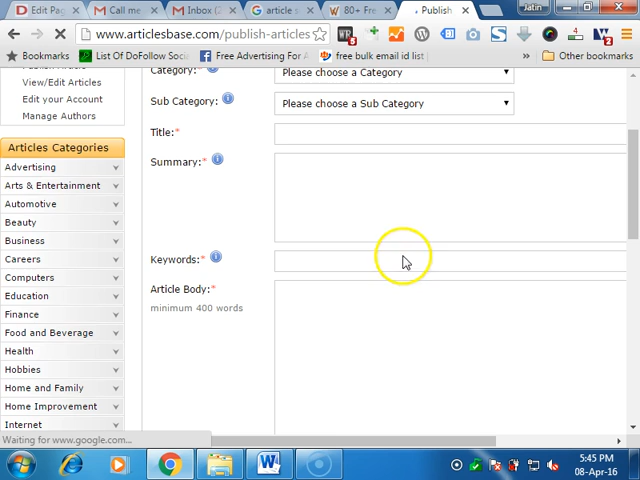 Edit Pag
Call me
Inbox (
article s
80+ Fre
Publish
Jatin
www.articlesbase.com/publish-articles
5
4
2
Apps
Bookmark
List Of DoFollow Soci
Free Advertising For A
free bulk email id list |
Other bookmarks
View/Edit Articles
Edit your Account
Manage Authors
Articles Categories
Advertising
Arts & Entertainment
Automotive
Beauty
Business
Careers
Computers
Education
Finance
Food and Beverage
Health
Hobbies
Home and Family
Home Improvement
Internet
Category:
Please choose a Category
Sub Category:
Please choose a Sub Category
Title:*
Summary:*
Keywords:*
Article Body:*
minimum 400 words
Waiting for www.google.com...
5:45 PM
08-Apr-16